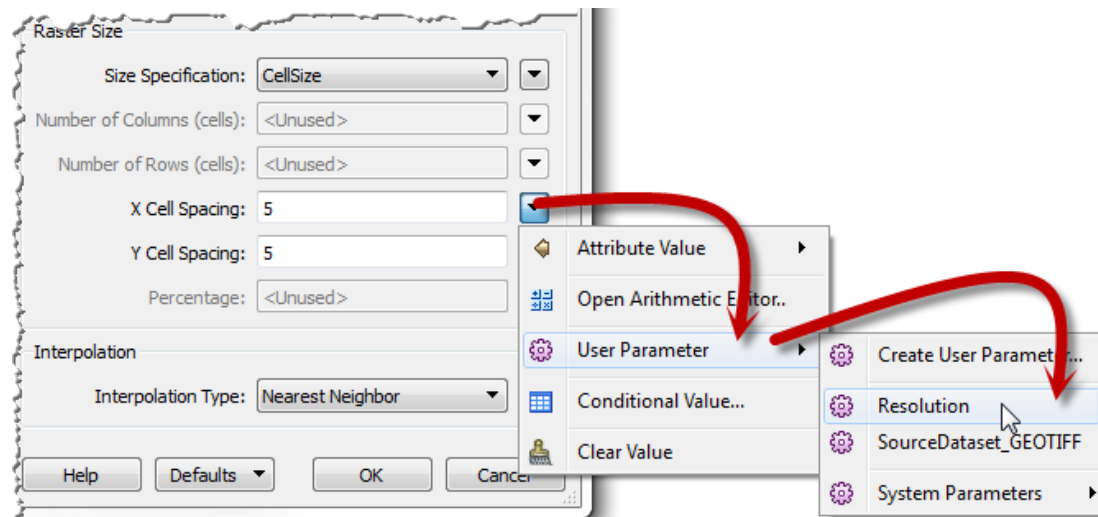 Raster Size
Size Specification: CellSize
Number of Columns (cells): <Unused>
Number of Rows (cells): <Unused>
X Cell Spacing: 5
Y Cell Spacing: 5
Percentage: <Unused>
Interpolation
Interpolation Type: Nearest Neighbor
Help Defaults OK Cancel
Attribute Value
Open Arithmetic Editor..
User Parameter
Conditional Value...
Clear Value
Create User Parameter...
Resolution
SourceDataset_GEOTIFF
System Parameters